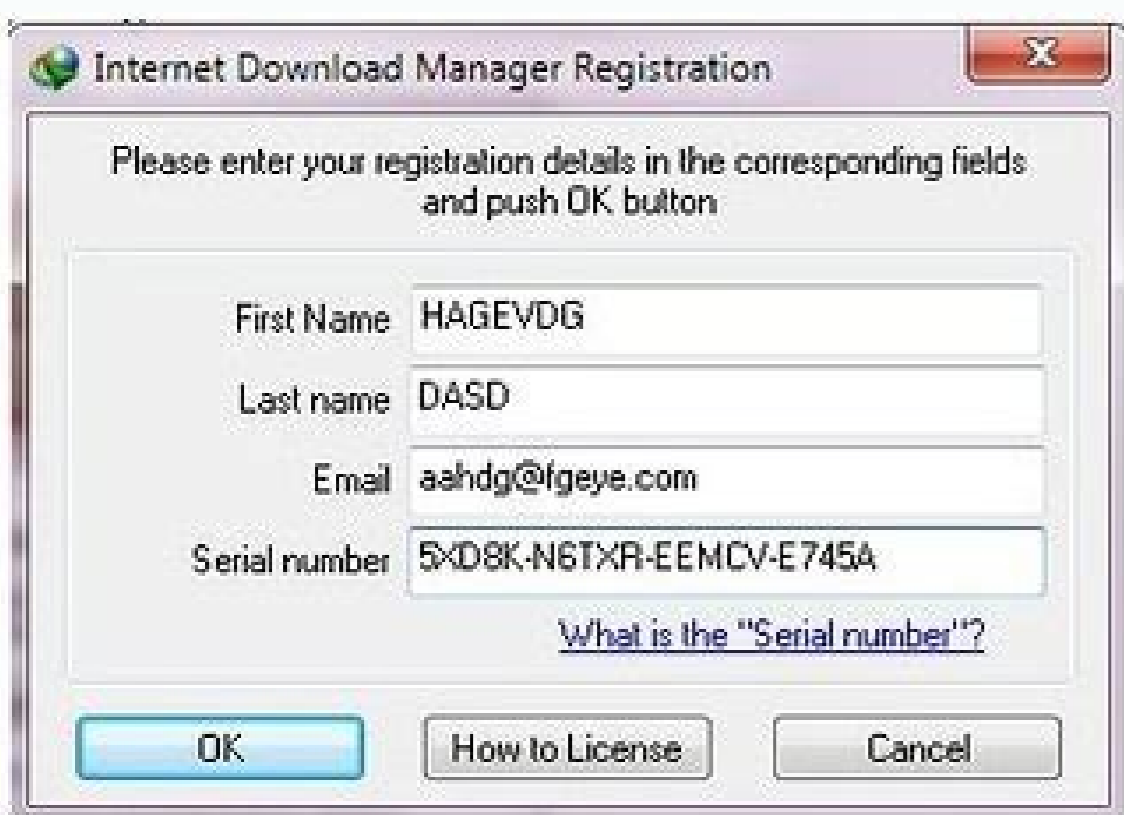 Internet Download Manager Registration
Please enter your registration details in the corresponding fields
and push OK button
First Name HAGEVDG
Last name DASD
Email aahdg@fgeye.com
Serial number 5XD8K-N6TXR-EEMCV-E745A
What is the "Serial number"?
OK How to License Cancel